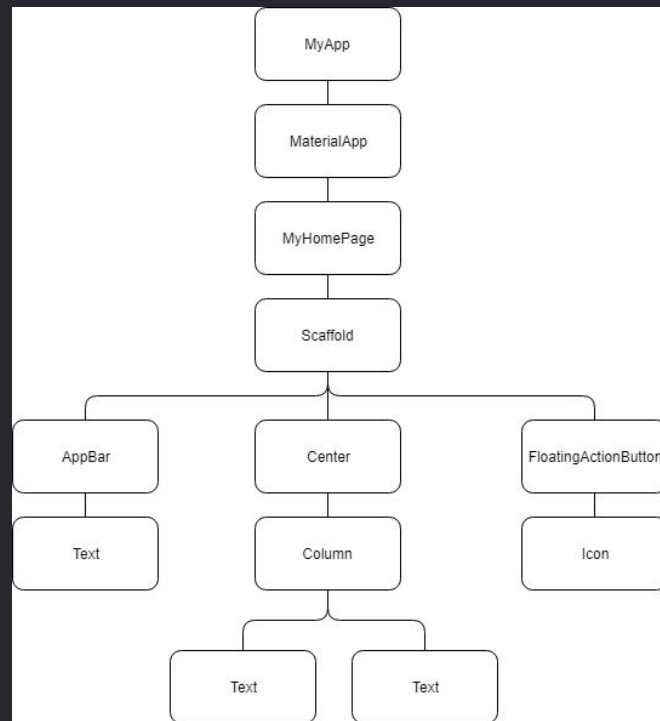 MyApp
MaterialApp
MyHomePage
Scaffold
AppBar
Center
FloatingActionButton
Text
Column
Icon
Text
Text